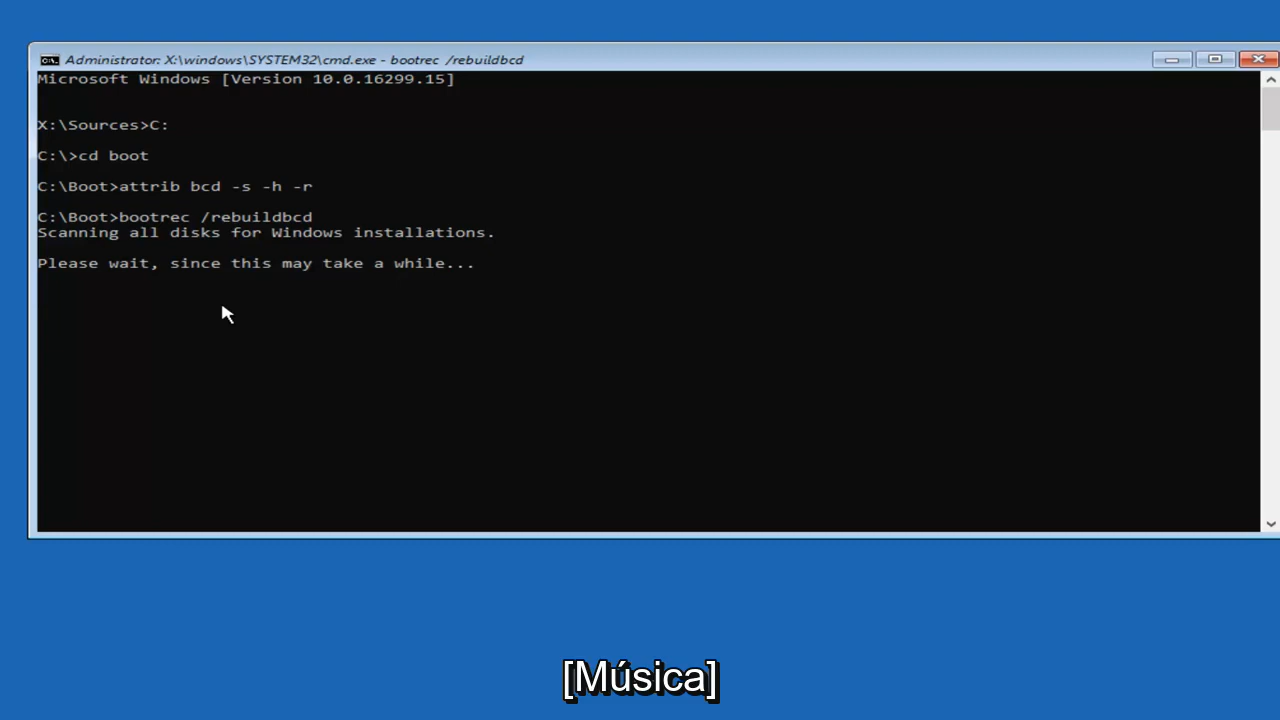 Administrator: X:\windows\SYSTEM32\cmd.exe - bootrec /rebuildbcd
Microsoft Windows [Version 10.0.16299.15]
X:\Sources>C:
C:\>cd boot
C:\Boot>attrib bcd -s -h -r
C:\Boot>bootrec /rebuildbcd
Scanning all disks for Windows installations.
Please wait, since this may take a while...
[Música]